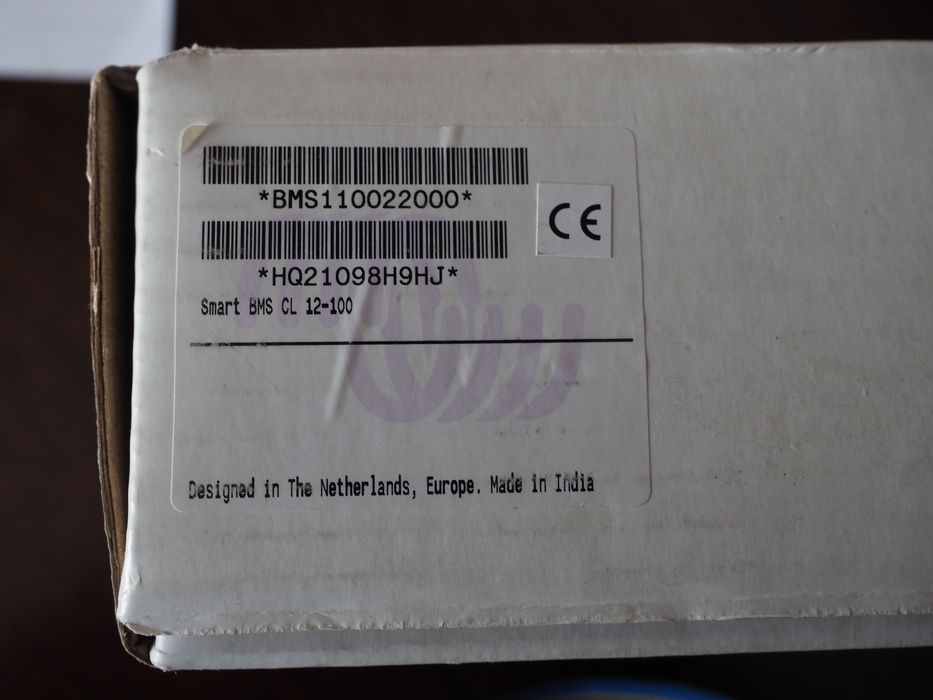 *BMS110022000*
CE
*HQ21098H9HJ*
Smart BMS CL 12-100
Designed in The Netherlands, Europe. Made in India